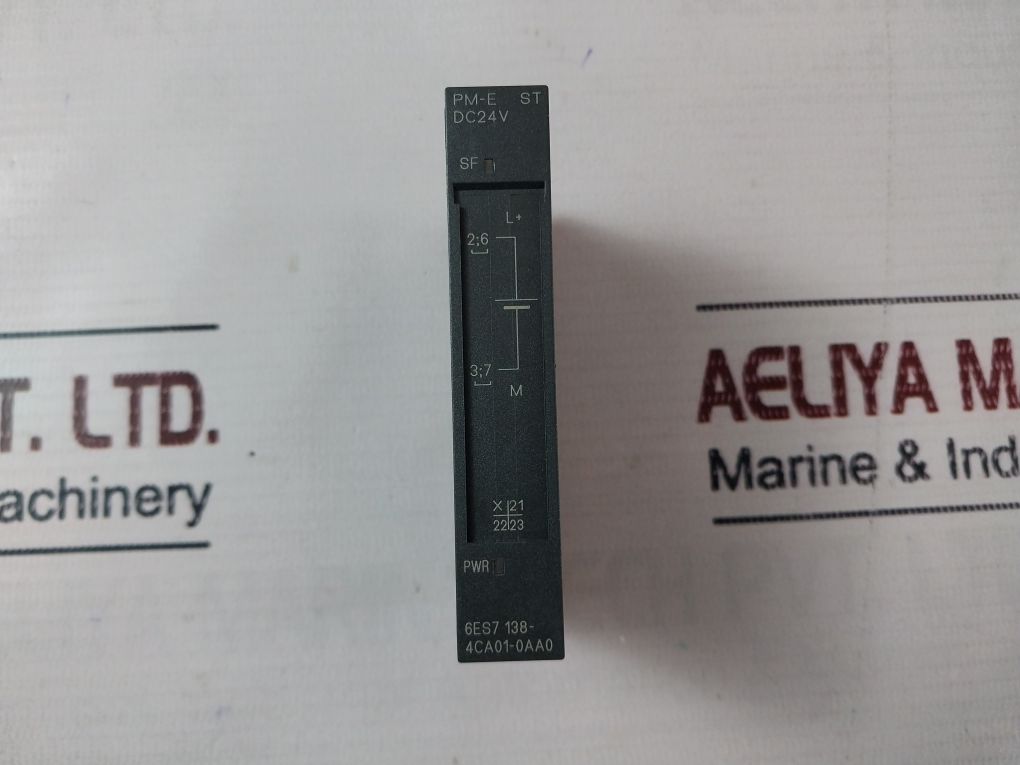 PM-E ST
DC24V
SF
L+
2;6
3;7
M
X 21
22 23
PWR
6ES7 138-
4CA01-0AA0
T. LTD.
achinery
AELIYA M
Marine & Ind